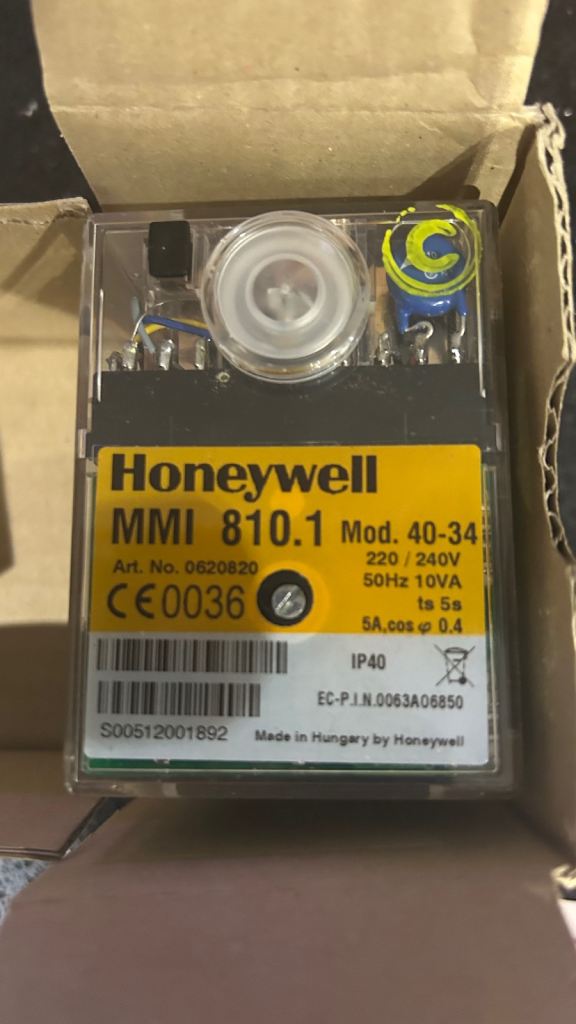 C
Honeywell
MMI 810.1 Mod. 40-34
Art. No. 0620820
220 / 240V
50Hz 10VA
CE0036
ts 5s
5A,cos φ 0.4
IP40
EC-P.I.N.0063A06850
S00512001892
Made in Hungary by Honeywell